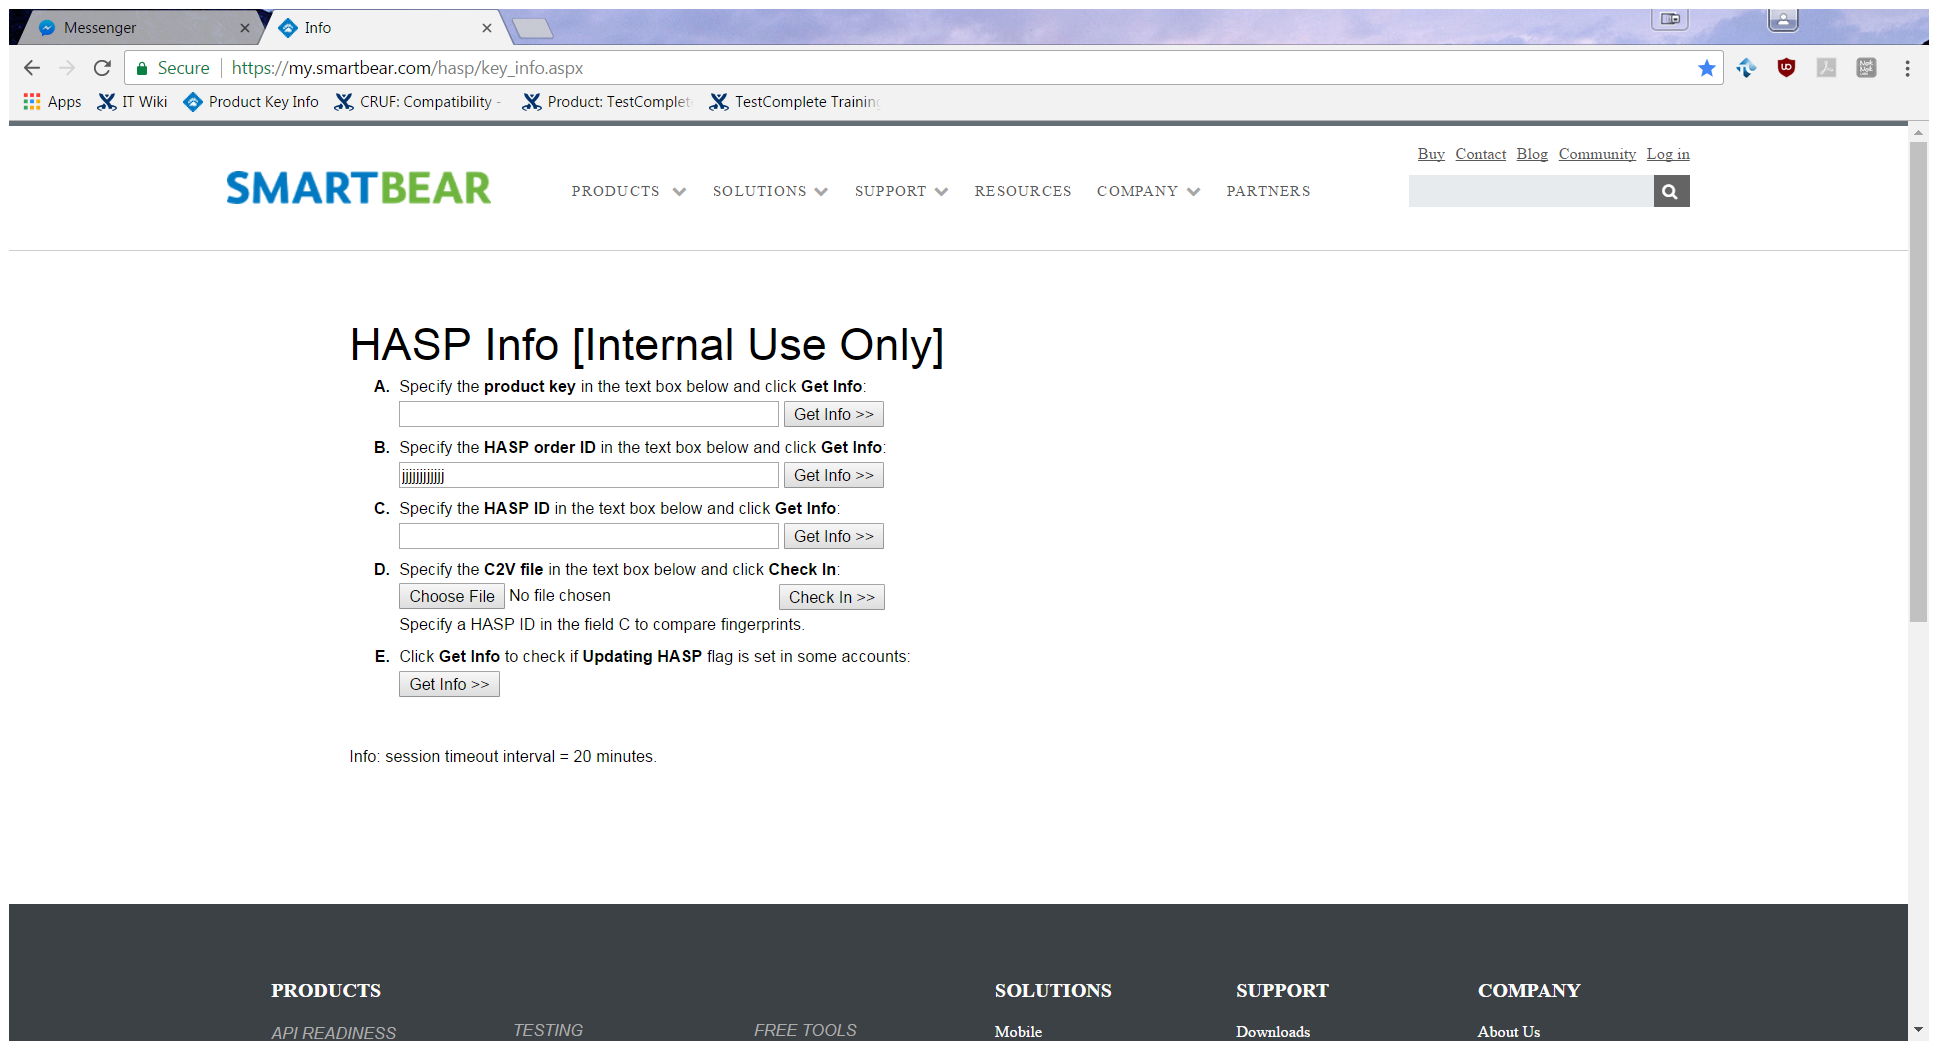 Messenger
Info
Secure https://my.smartbear.com/hasp/key_info.aspx
Apps IT Wiki Product Key Info CRUF: Compatibility - Product: TestComplete TestComplete Training
Buy Contact Blog Community Log in
SMARTBEAR
PRODUCTS SOLUTIONS SUPPORT RESOURCES COMPANY PARTNERS
HASP Info [Internal Use Only]
A. Specify the product key in the text box below and click Get Info:
Get Info >>
B. Specify the HASP order ID in the text box below and click Get Info:
jjjjjjjjjjjj Get Info >>
C. Specify the HASP ID in the text box below and click Get Info:
Get Info >>
D. Specify the C2V file in the text box below and click Check In:
Choose File No file chosen Check In >>
Specify a HASP ID in the field C to compare fingerprints.
E. Click Get Info to check if Updating HASP flag is set in some accounts:
Get Info >>
Info: session timeout interval = 20 minutes.
PRODUCTS SOLUTIONS SUPPORT COMPANY
API READINESS TESTING FREE TOOLS Mobile Downloads About Us